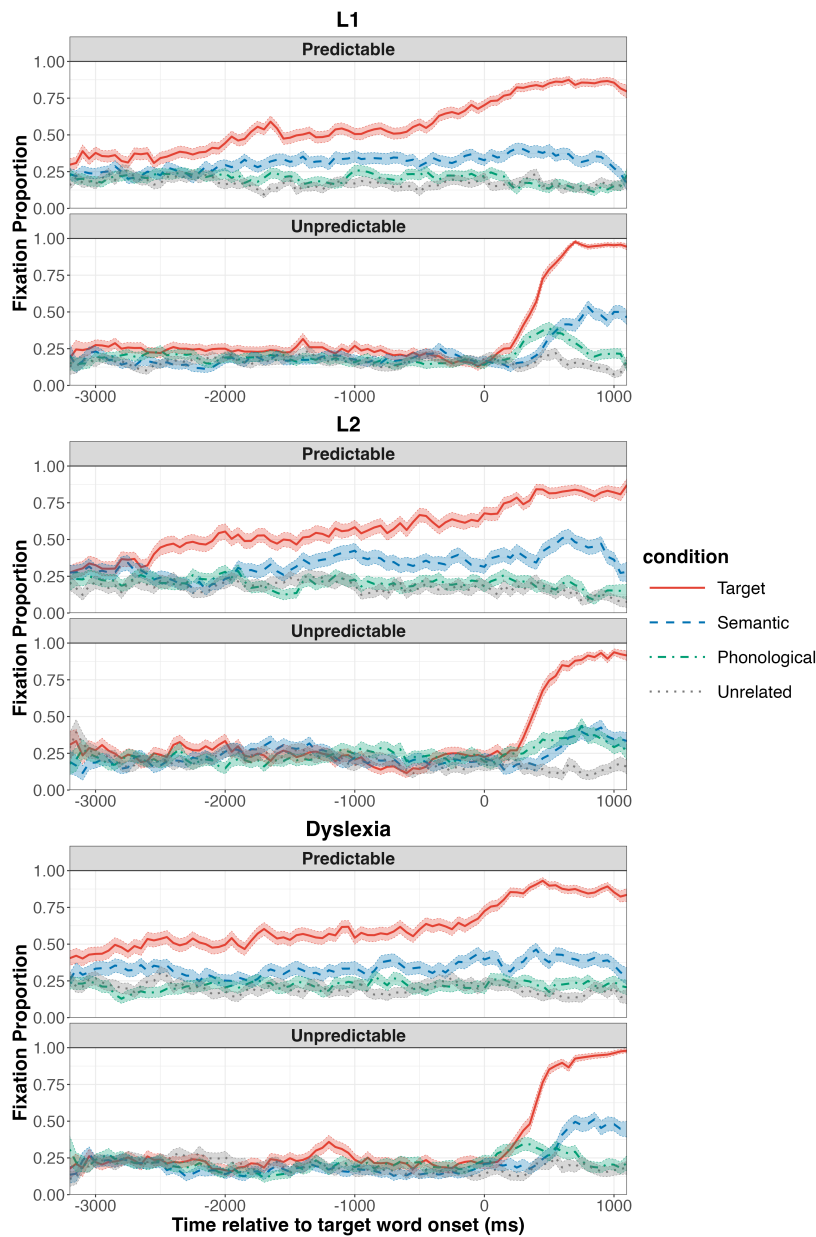 L1
Predictable
1.00
0.75
0.50
0.25
0.00
Unpredictable
1.00
0.75
0.50
0.25
0.00
Fixation Proportion
-3000 -2000 -1000 0 1000
L2
Predictable
1.00
0.75
0.50
0.25
0.00
Unpredictable
1.00
0.75
0.50
0.25
0.00
Fixation Proportion
-3000 -2000 -1000 0 1000
condition
Target
Semantic
Phonological
Unrelated
Dyslexia
Predictable
1.00
0.75
0.50
0.25
0.00
Unpredictable
1.00
0.75
0.50
0.25
0.00
Fixation Proportion
-3000 -2000 -1000 0 1000
Time relative to target word onset (ms)